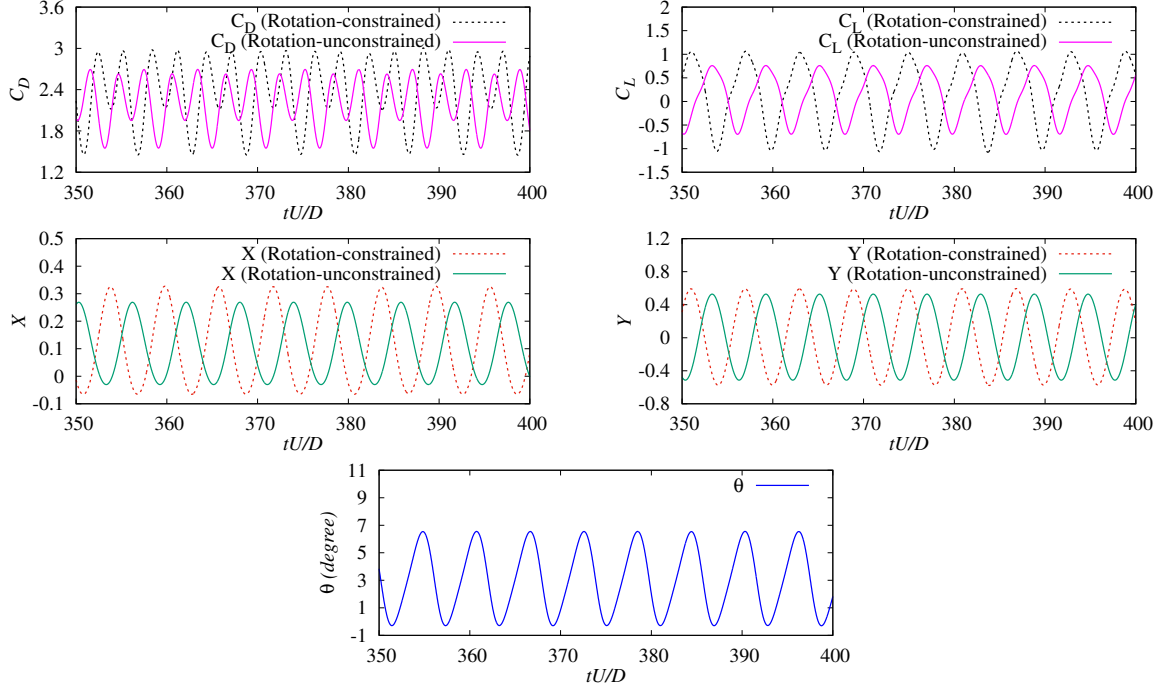 C_D (Rotation-constrained)
C_D (Rotation-unconstrained)
3.6
3
2.4
1.8
1.2
C_D
350 360 370 380 390 400
tU/D
C_L (Rotation-constrained)
C_L (Rotation-unconstrained)
2
1.5
1
0.5
0
-0.5
-1
-1.5
C_L
350 360 370 380 390 400
tU/D
X (Rotation-constrained)
X (Rotation-unconstrained)
0.5
0.4
0.3
0.2
0.1
0
-0.1
X
350 360 370 380 390 400
tU/D
Y (Rotation-constrained)
Y (Rotation-unconstrained)
1.2
0.8
0.4
0
-0.4
-0.8
Y
350 360 370 380 390 400
tU/D
θ
11
9
7
5
3
1
-1
θ (degree)
350 360 370 380 390 400
tU/D